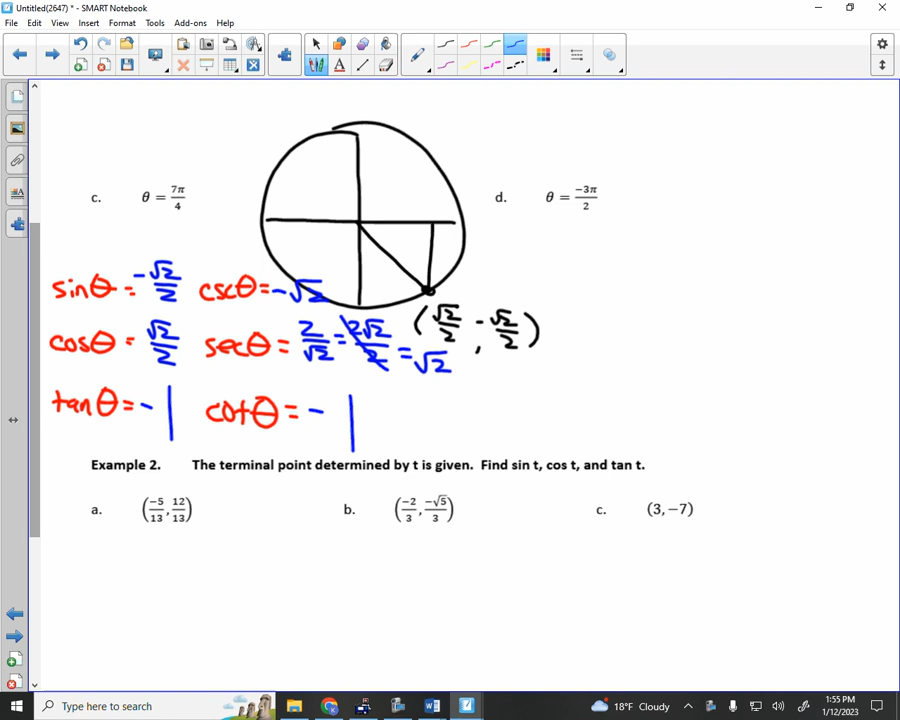 Untitled(2647) * - SMART Notebook
File Edit View Insert Format Tools Add-ons Help
c. θ = 7π/4
d. θ = -3π/2
sinθ = -√2/2 cscθ = -√2
(√2/2, -√2/2)
cosθ = √2/2 secθ = 2/√2 = 2√2/2 = √2
tanθ = -1 cotθ = -1
Example 2. The terminal point determined by t is given. Find sin t, cos t, and tan t.
a. (-5/13, 12/13) b. (-2/3, -√5/3) c. (3, -7)
Type here to search
18°F Cloudy
1:55 PM
1/12/2023